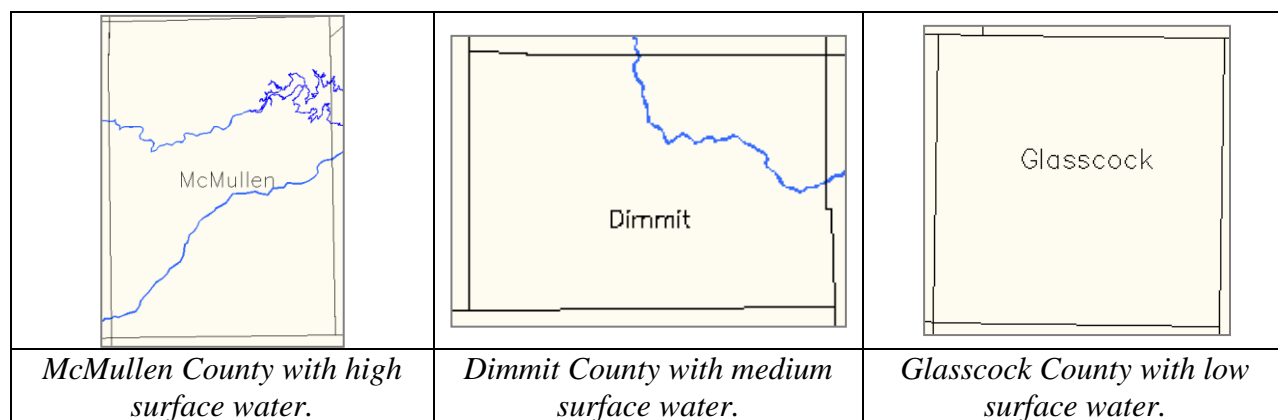 McMullen
Dimmit
Glasscock
McMullen County with high
surface water.
Dimmit County with medium
surface water.
Glasscock County with low
surface water.